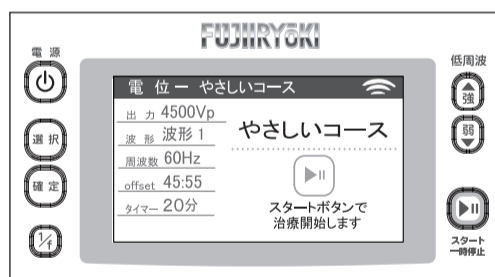 FUJIIRYOKI
電 源
低周波
電 位 ー やさしいコース
強
出 力 4500Vp
波 形 波形 1
やさしいコース
選 択
弱
周波数 60Hz
offset 45:55
確 定
タイマー 20分
スタートボタンで
治療開始します
1/f
スタート
一時停止